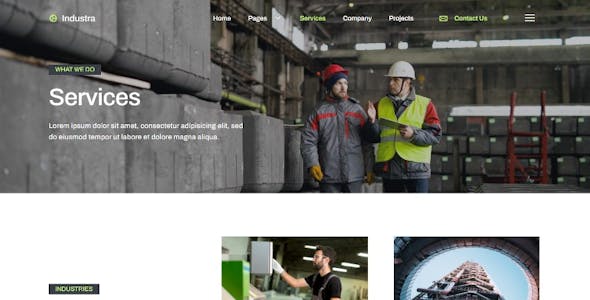 Industra
Home Pages Services Company Projects Contact Us
WHAT WE DO
Services
Lorem ipsum dolor sit amet, consectetur adipisicing elit, sed
do eiusmod tempor ut labore et dolore magna aliqua.
INDUSTRIES